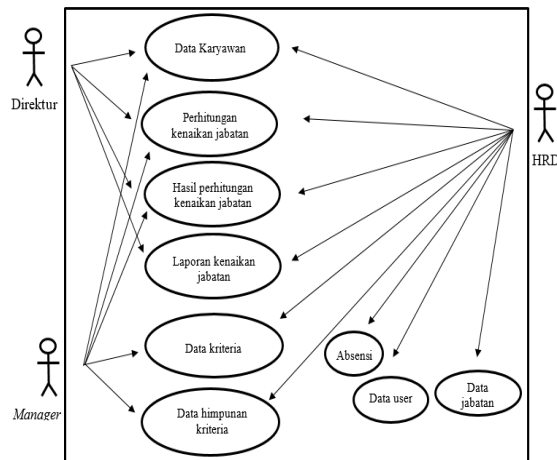 Direktur
Data Karyawan
Perhitungan
kenaikan jabatan
Hasil perhitungan
kenaikan jabatan
Laporan kenaikan
jabatan
Data kriteria
Data himpunan
kriteria
Manager
HRD
Absensi
Data user
Data
jabatan